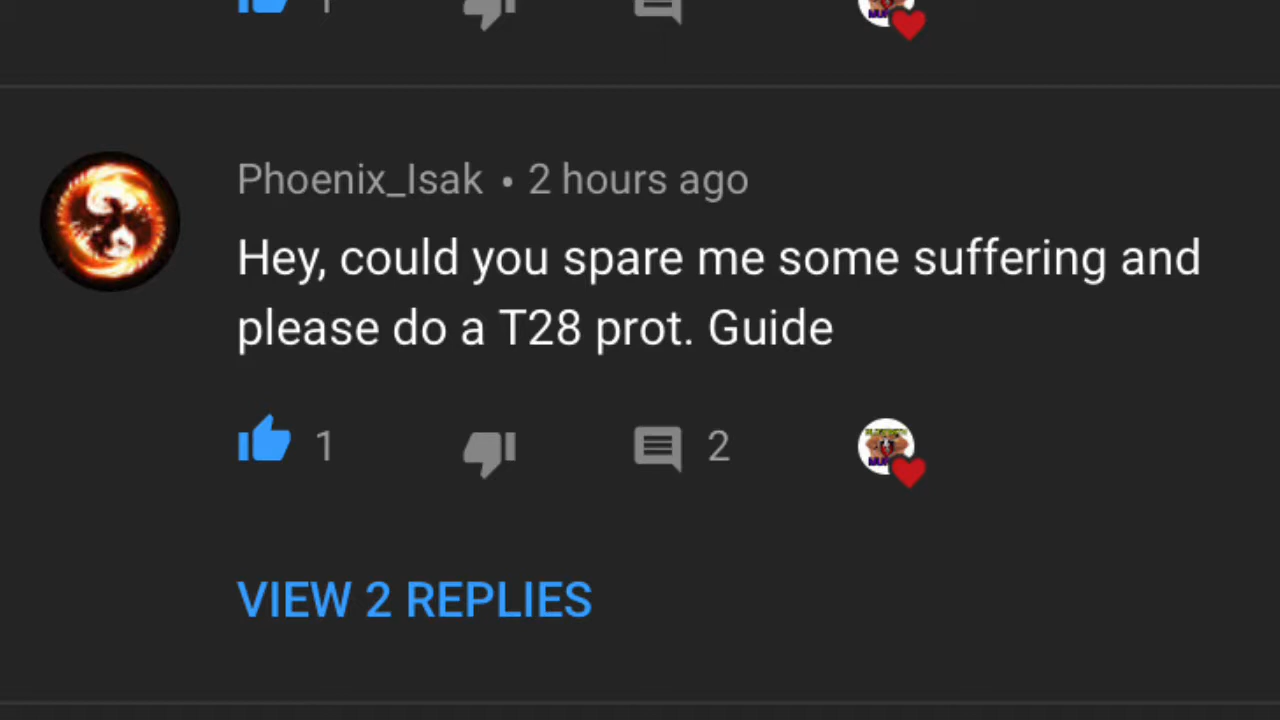 1
Phoenix_Isak • 2 hours ago
Hey, could you spare me some suffering and
please do a T28 prot. Guide
1 2
VIEW 2 REPLIES